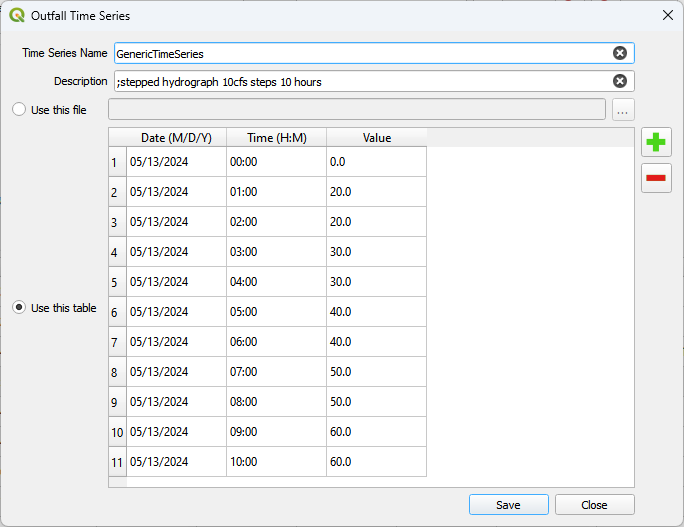 Outfall Time Series
Time Series Name GenericTimeSeries
Description ;stepped hydrograph 10cfs steps 10 hours
Use this file ...
Date (M/D/Y) Time (H:M) Value
1 05/13/2024 00:00 0.0
2 05/13/2024 01:00 20.0
3 05/13/2024 02:00 20.0
4 05/13/2024 03:00 30.0
5 05/13/2024 04:00 30.0
Use this table
6 05/13/2024 05:00 40.0
7 05/13/2024 06:00 40.0
8 05/13/2024 07:00 50.0
9 05/13/2024 08:00 50.0
10 05/13/2024 09:00 60.0
11 05/13/2024 10:00 60.0
Save Close